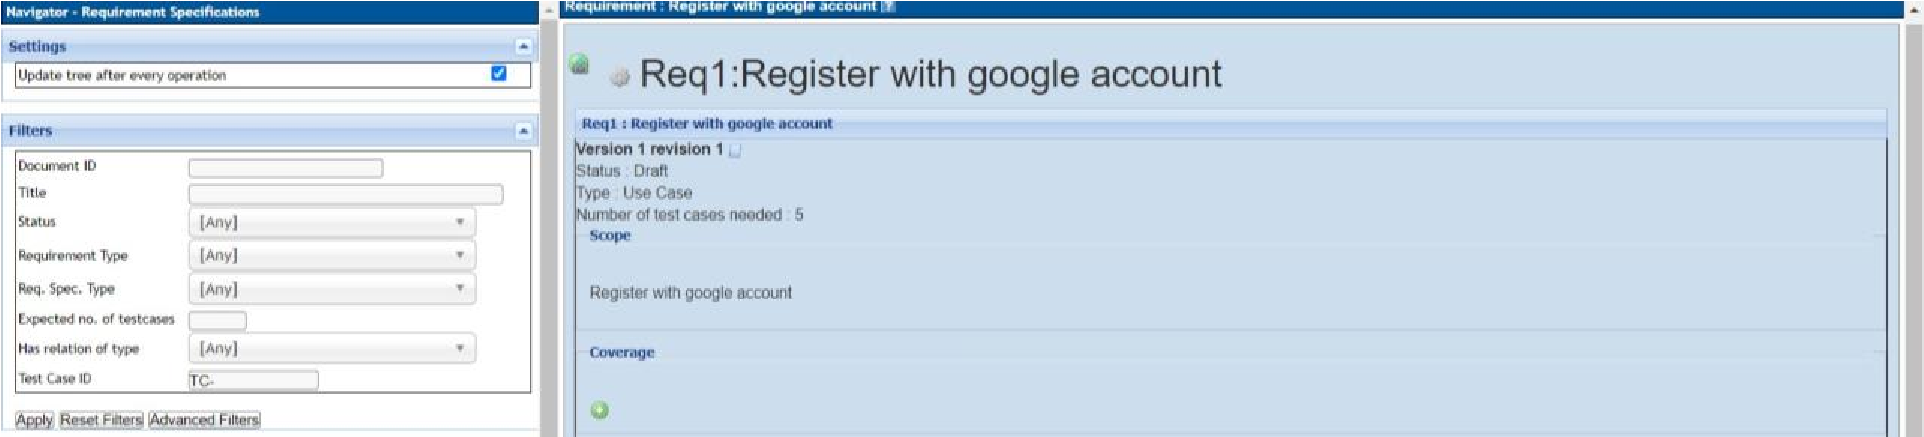 Navigator - Requirement Specifications
Settings
Update tree after every operation
Filters
Document ID
Title
Status [Any]
Requirement Type [Any]
Req. Spec. Type [Any]
Expected no. of testcases
Has relation of type [Any]
Test Case ID TC-
Apply Reset Filters Advanced Filters
Requirement : Register with google account ?
Req1:Register with google account
Req1 : Register with google account
Version 1 revision 1
Status : Draft
Type : Use Case
Number of test cases needed : 5
Scope
Register with google account
Coverage